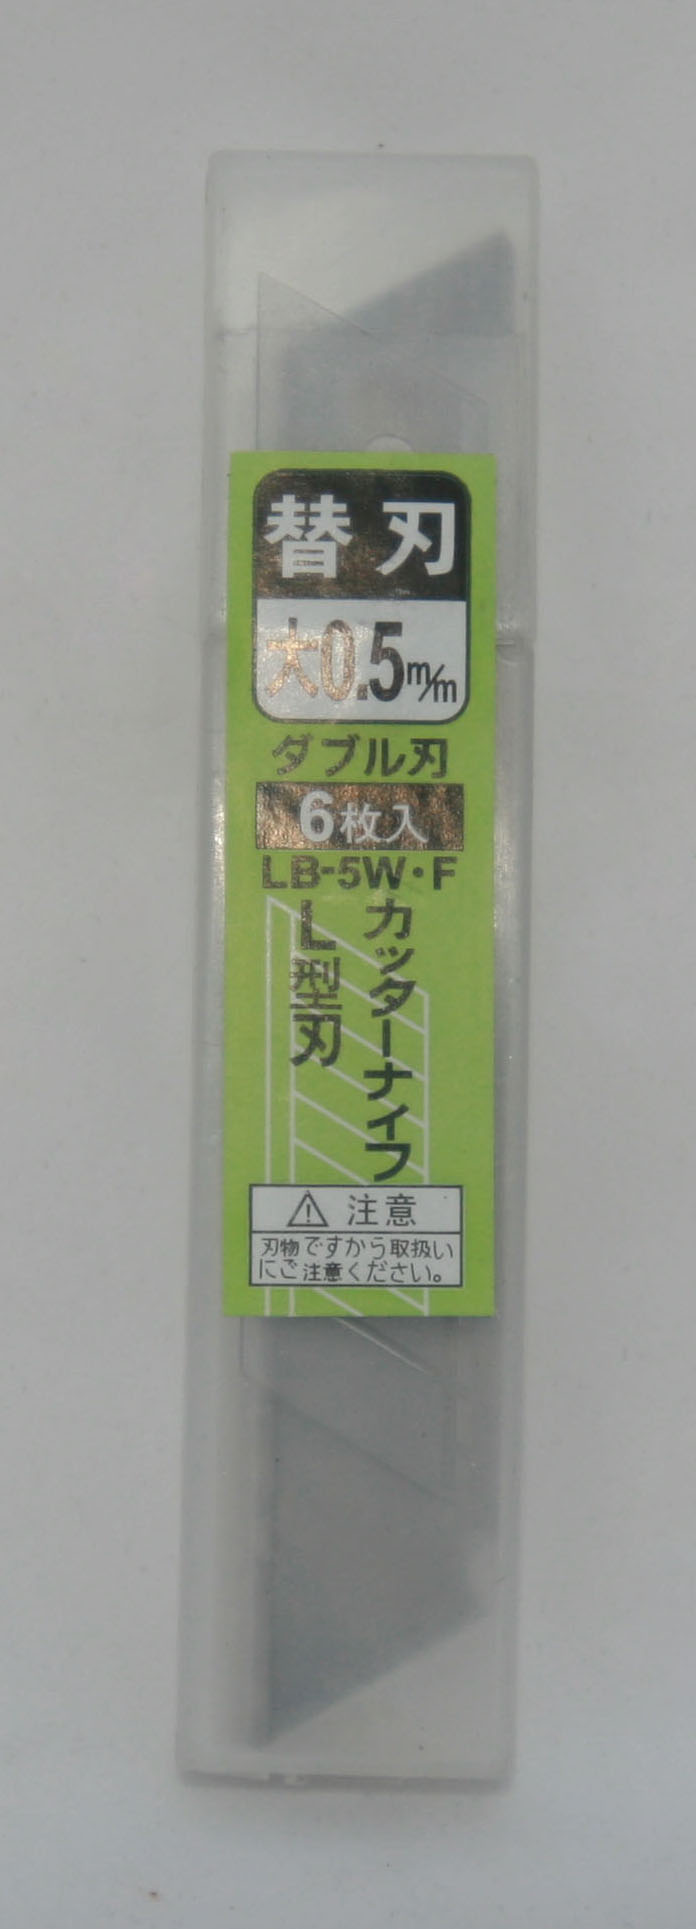 替刃
大0.5m/m
ダブル刃
6枚入
LB-5W・F
カッターナイフ
L型刃
注意
刃物ですから取扱い
にご注意ください。